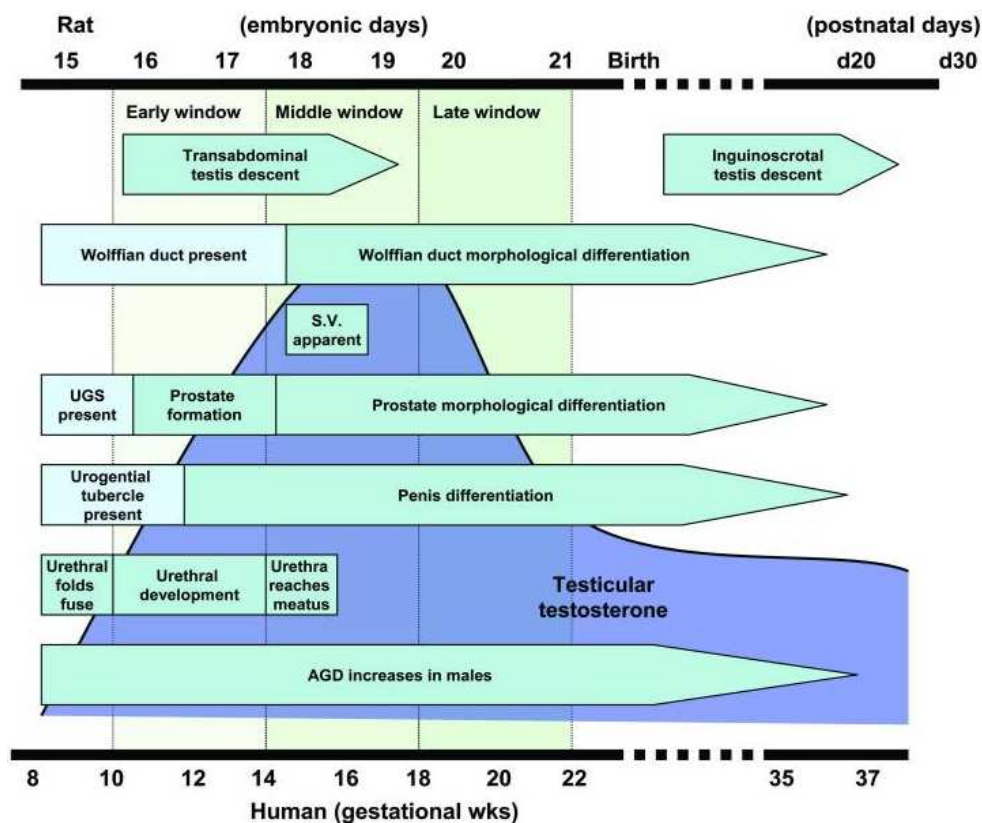 Rat (embryonic days) (postnatal days)
15 16 17 18 19 20 21 Birth d20 d30
Early window Middle window Late window
Transabdominal
testis descent
Inguinoscrotal
testis descent
Wolffian duct present Wolffian duct morphological differentiation
S.V.
apparent
UGS
present
Prostate
formation
Prostate morphological differentiation
Urogential
tubercle
present
Penis differentiation
Urethral
folds
fuse
Urethral
development
Urethra
reaches
meatus
Testicular
testosterone
AGD increases in males
8 10 12 14 16 18 20 22 35 37
Human (gestational wks)